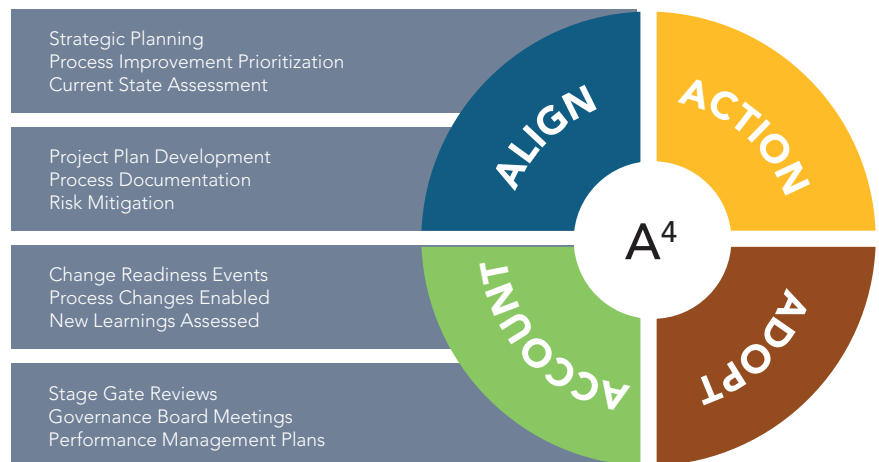 Strategic Planning
Process Improvement Prioritization
Current State Assessment
Project Plan Development
Process Documentation
Risk Mitigation
Change Readiness Events
Process Changes Enabled
New Learnings Assessed
Stage Gate Reviews
Governance Board Meetings
Performance Management Plans
ALIGN
ACTION
A⁴
ACCOUNT
ADOPT